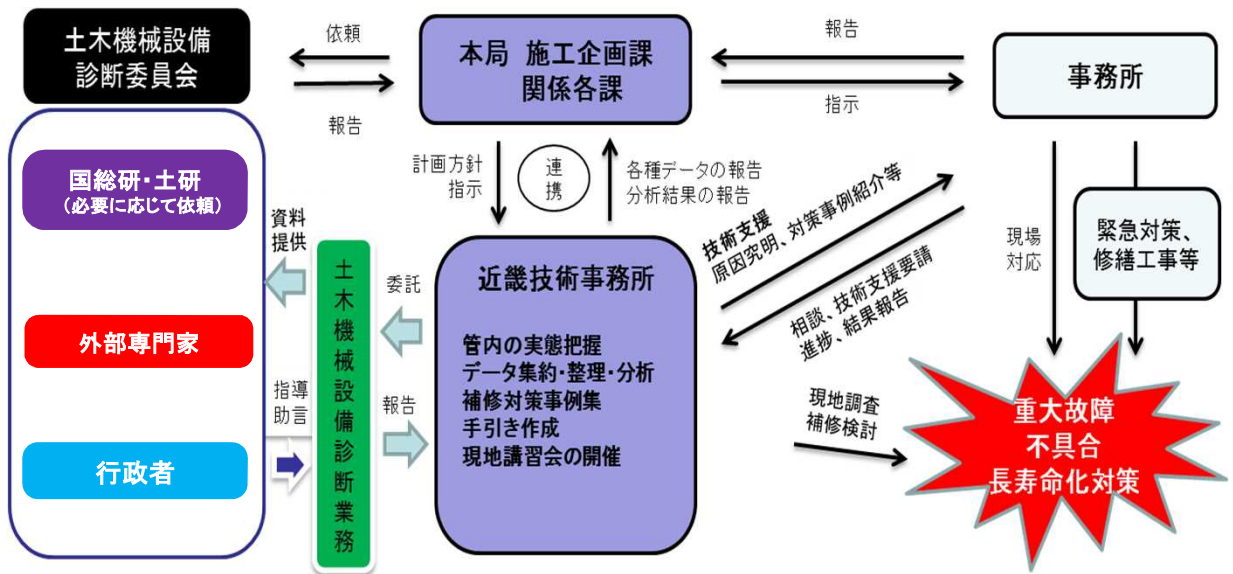 土木機械設備
診断委員会
依頼
報告
本局 施工企画課
関係各課
報告
指示
事務所
国総研・土研
(必要に応じて依頼)
外部専門家
行政者
資料
提供
指導
助言
土木機械設備診断業務
委託
報告
計画方針
指示
連
携
各種データの報告
分析結果の報告
近畿技術事務所
管内の実態把握
データ集約・整理・分析
補修対策事例集
手引き作成
現地講習会の開催
技術支援
原因究明、対策事例紹介等
相談、技術支援要請
進捗、結果報告
現地調査
補修検討
現場
対応
緊急対策、
修繕工事等
重大故障
不具合
長寿命化対策